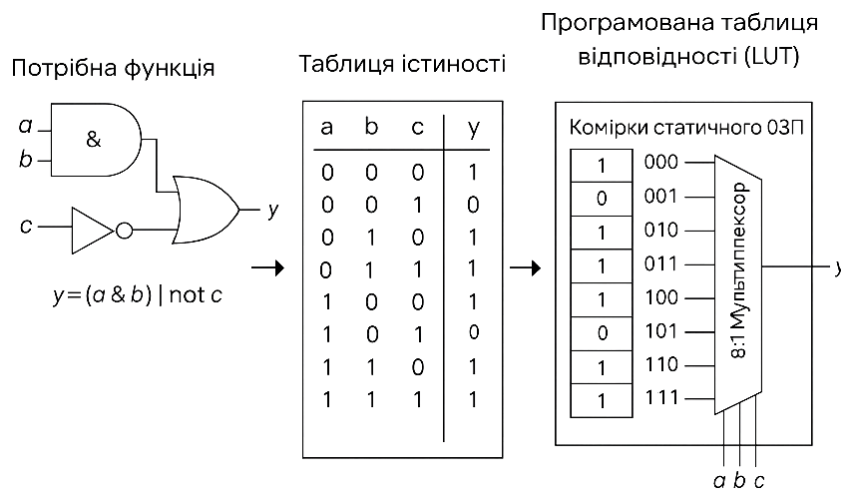 Потрібна функція
a
b
&
c
y
y = (a & b) | not c
Таблиця істиності
a b c y
0 0 0 1
0 0 1 0
0 1 0 1
0 1 1 1
1 0 0 1
1 0 1 0
1 1 0 1
1 1 1 1
Програмована таблиця
відповідності (LUT)
Комірки статичного ОЗП
1 000
0 001
1 010
1 011
1 100
0 101
1 110
1 111
8:1 Мультиппексор
y
a b c